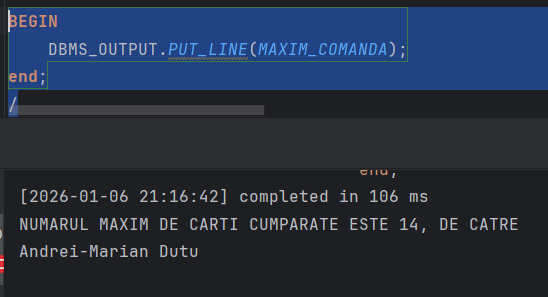 BEGIN
DBMS_OUTPUT.PUT_LINE(MAXIM_COMANDA);
end;
/
end;
[2026-01-06 21:16:42] completed in 106 ms
NUMARUL MAXIM DE CARTI CUMPARATE ESTE 14, DE CATRE
Andrei-Marian Dutu